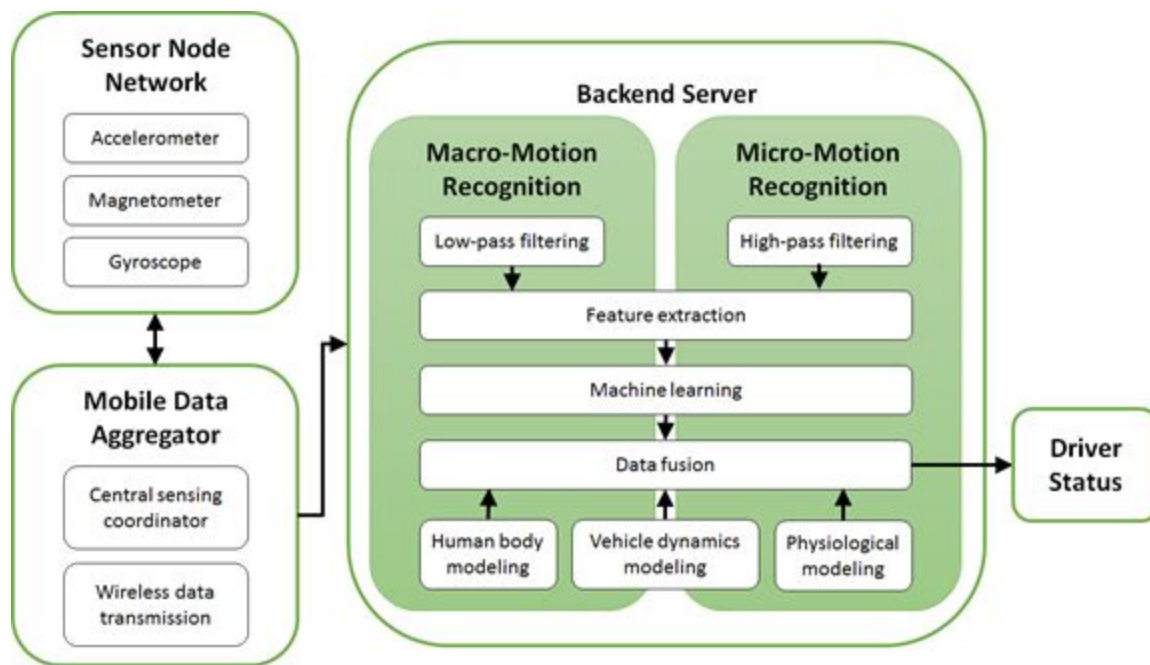 Sensor Node
Network
Accelerometer
Magnetometer
Gyroscope
Mobile Data
Aggregator
Central sensing
coordinator
Wireless data
transmission
Backend Server
Macro-Motion
Recognition
Micro-Motion
Recognition
Low-pass filtering
High-pass filtering
Feature extraction
Machine learning
Data fusion
Human body
modeling
Vehicle dynamics
modeling
Physiological
modeling
Driver
Status